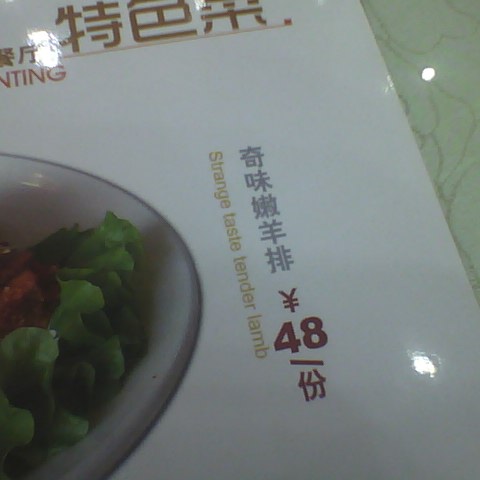 特色菜
餐厅
NTING
奇味嫩羊排
Strange taste tender lamb
¥
48
/份